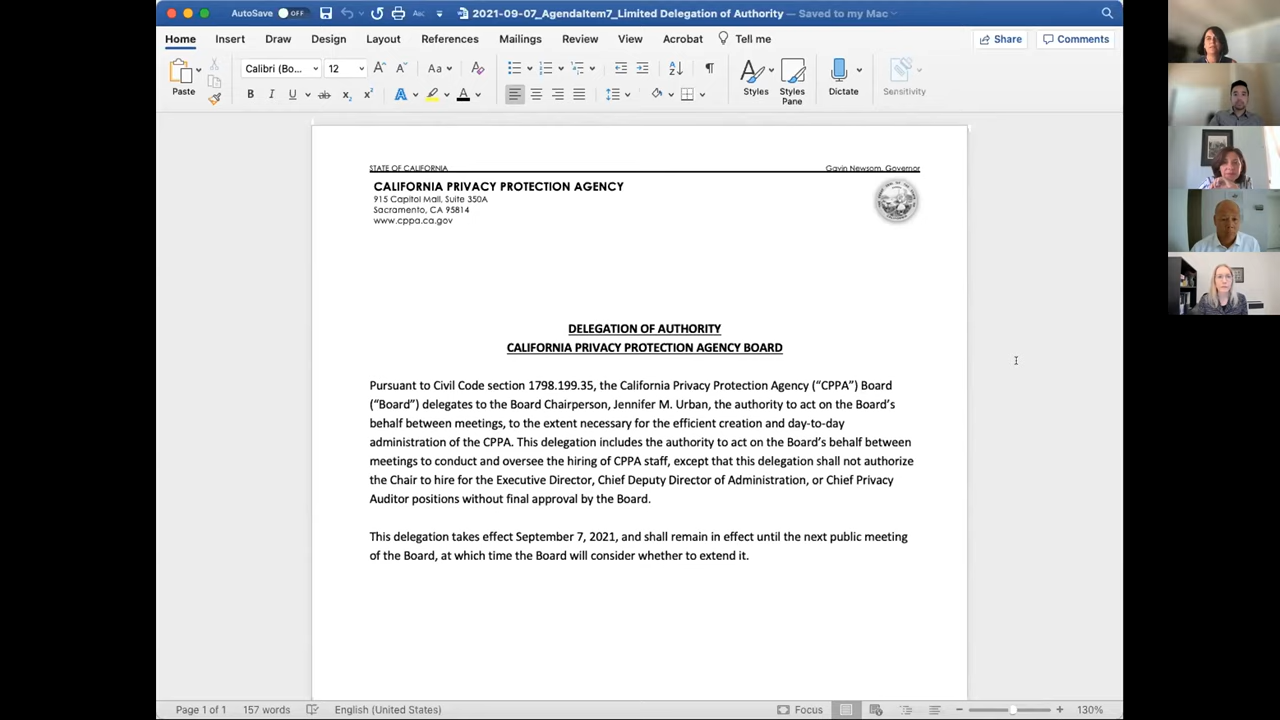 AutoSave OFF
2021-09-07_AgendaItem7_Limited Delegation of Authority — Saved to my Mac
Home Insert Draw Design Layout References Mailings Review View Acrobat Tell me Share Comments
Paste
Calibri (Bo... 12
Styles
Styles Pane
Dictate
Sensitivity
STATE OF CALIFORNIA Gavin Newsom, Governor
CALIFORNIA PRIVACY PROTECTION AGENCY
915 Capitol Mall, Suite 350A
Sacramento, CA 95814
www.cppa.ca.gov
DELEGATION OF AUTHORITY
CALIFORNIA PRIVACY PROTECTION AGENCY BOARD
Pursuant to Civil Code section 1798.199.35, the California Privacy Protection Agency (“CPPA”) Board
(“Board”) delegates to the Board Chairperson, Jennifer M. Urban, the authority to act on the Board’s
behalf between meetings, to the extent necessary for the efficient creation and day-to-day
administration of the CPPA. This delegation includes the authority to act on the Board’s behalf between
meetings to conduct and oversee the hiring of CPPA staff, except that this delegation shall not authorize
the Chair to hire for the Executive Director, Chief Deputy Director of Administration, or Chief Privacy
Auditor positions without final approval by the Board.
This delegation takes effect September 7, 2021, and shall remain in effect until the next public meeting
of the Board, at which time the Board will consider whether to extend it.
Page 1 of 1 157 words English (United States) Focus 130%